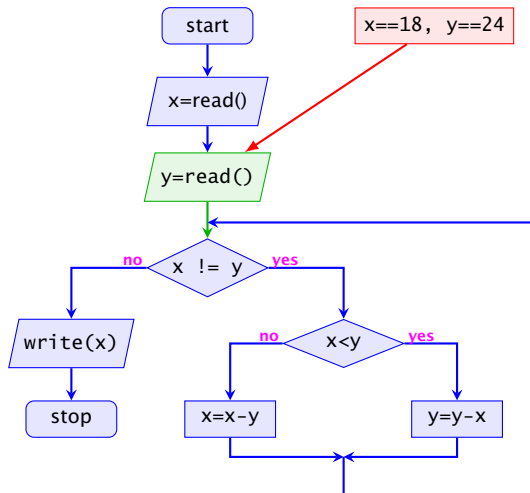 start
x==18, y==24
x=read()
y=read()
x != y
no
yes
write(x)
x<y
no
yes
stop
x=x-y
y=y-x